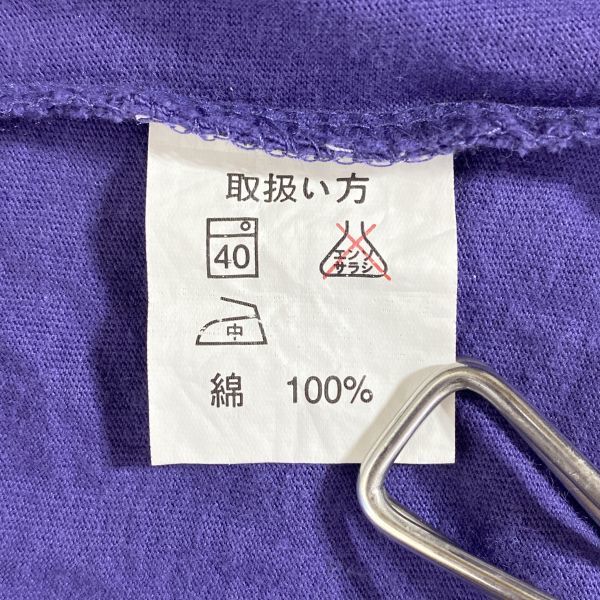 取扱い方
40
エンソ
サラシ
中
綿 100%